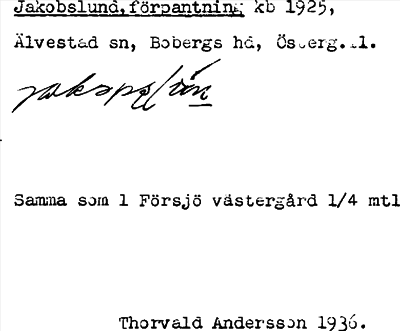 Jakobslund, förpantning kb 1925,
Älvestad sn, Bobergs hd, Österg. l.
Samma som 1 Försjö västergård 1/4 mtl
Thorvald Andersson 1936.